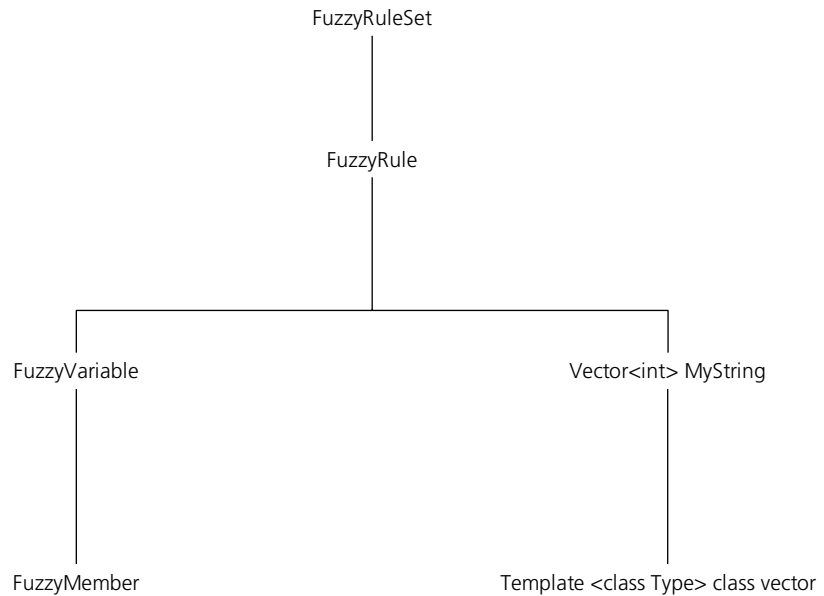 FuzzyRuleSet
FuzzyRule
FuzzyVariable
Vector<int> MyString
FuzzyMember
Template <class Type> class vector